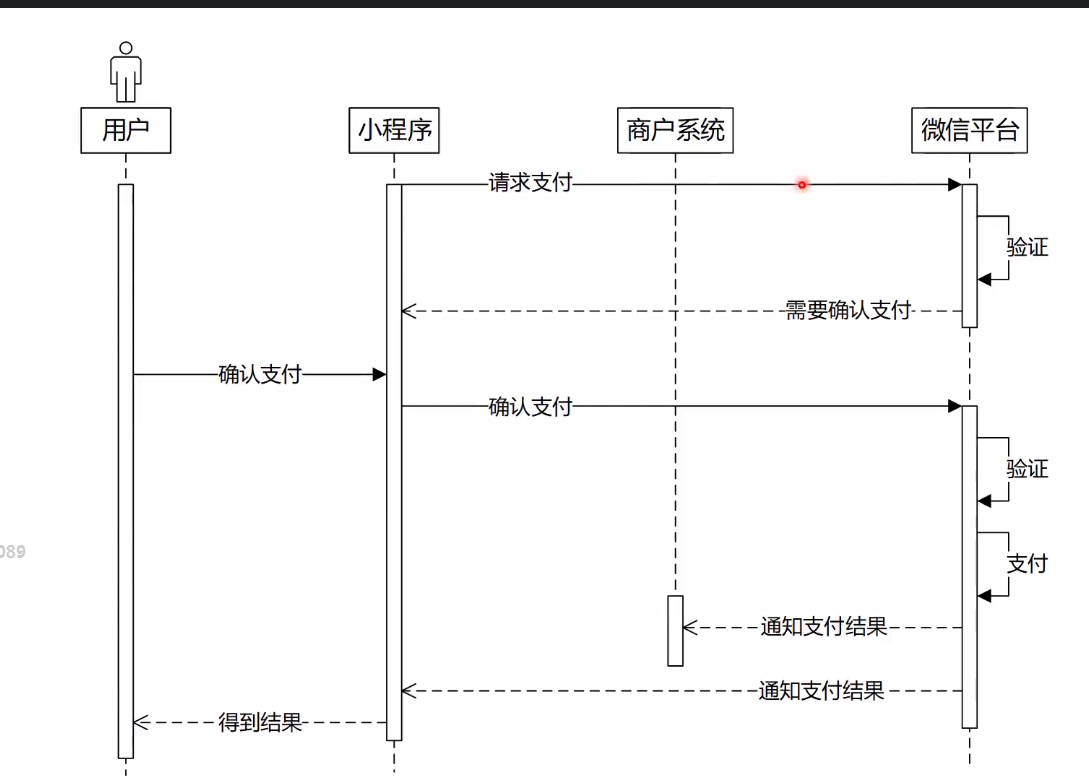 用户
小程序
商户系统
微信平台
请求支付
验证
需要确认支付
确认支付
确认支付
验证
089
支付
通知支付结果
通知支付结果
得到结果